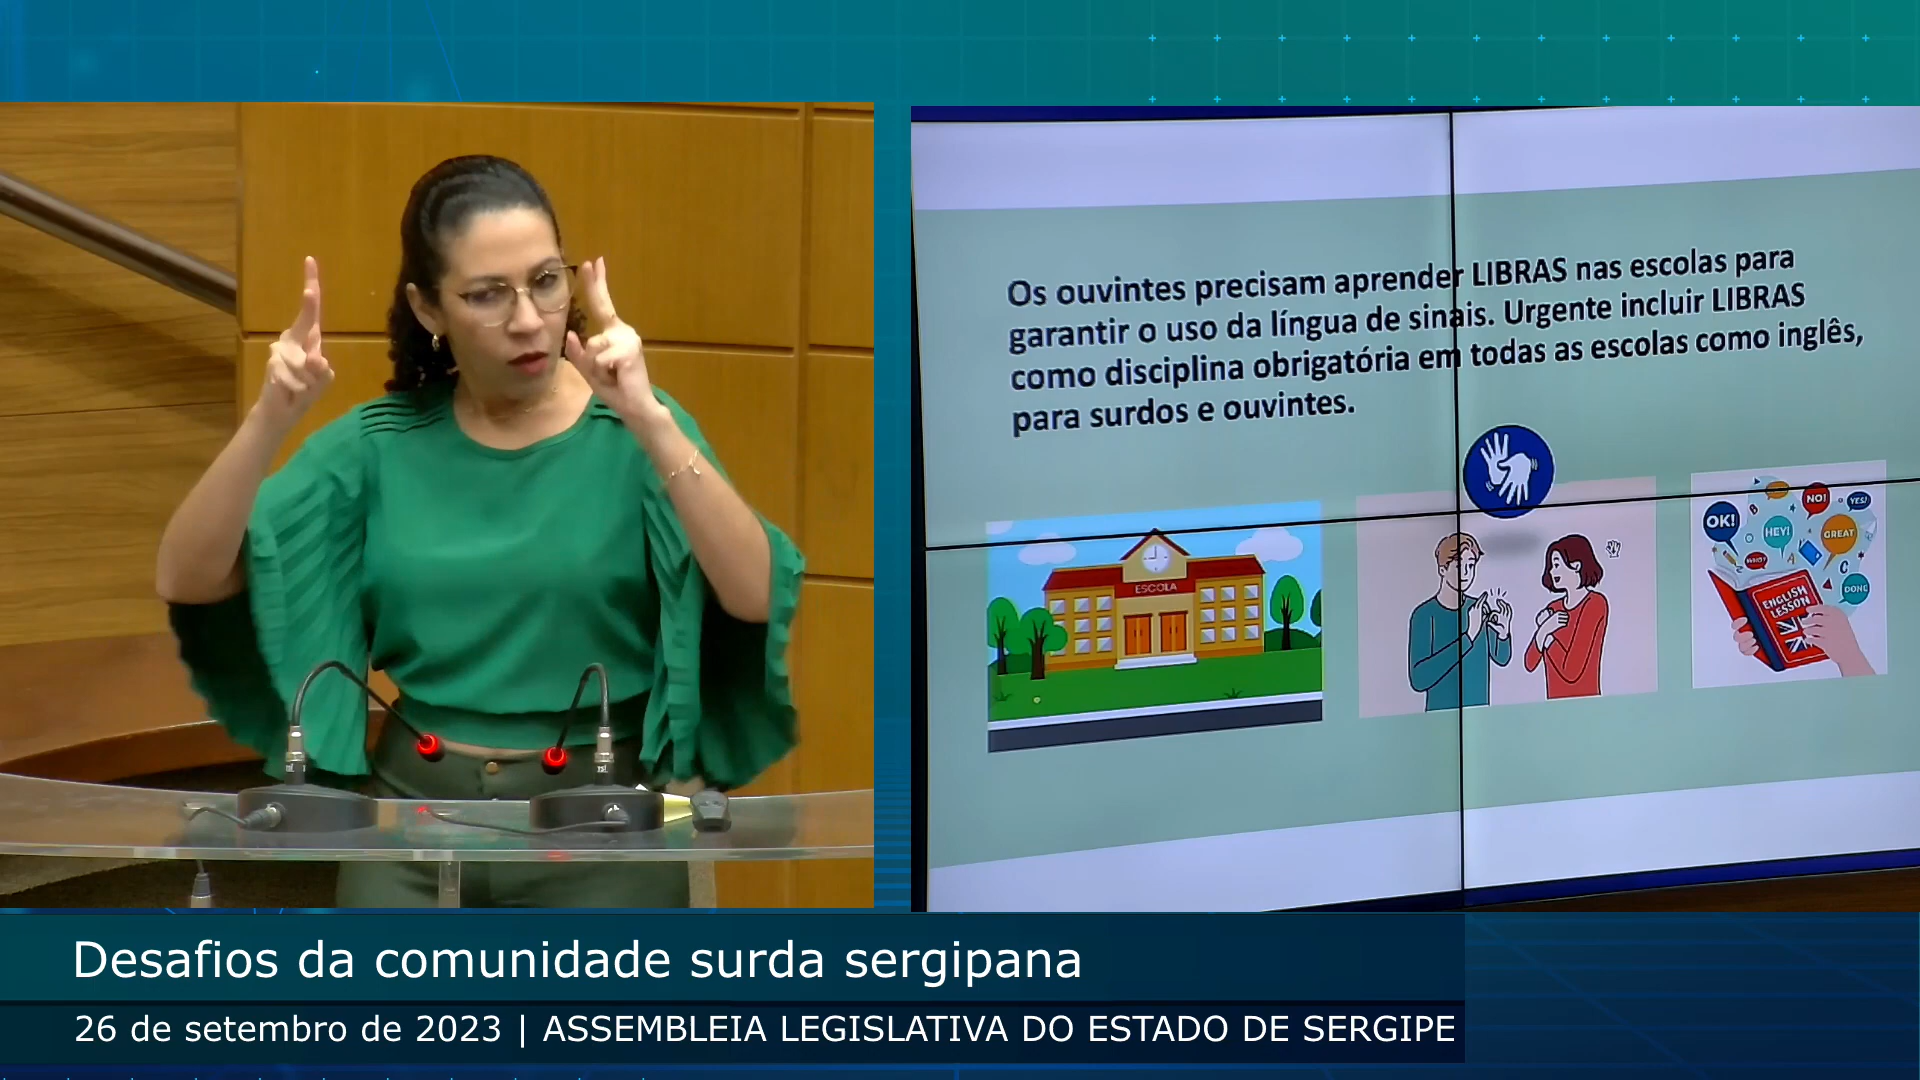 Os ouvintes precisam aprender LIBRAS nas escolas para
garantir o uso da língua de sinais. Urgente incluir LIBRAS
como disciplina obrigatória em todas as escolas como inglês,
para surdos e ouvintes.
ESCOLA
OK!
HEY!
NO!
YES!
GREAT
DONE
ENGLISH
LESSON
Desafios da comunidade surda sergipana
26 de setembro de 2023 | ASSEMBLEIA LEGISLATIVA DO ESTADO DE SERGIPE